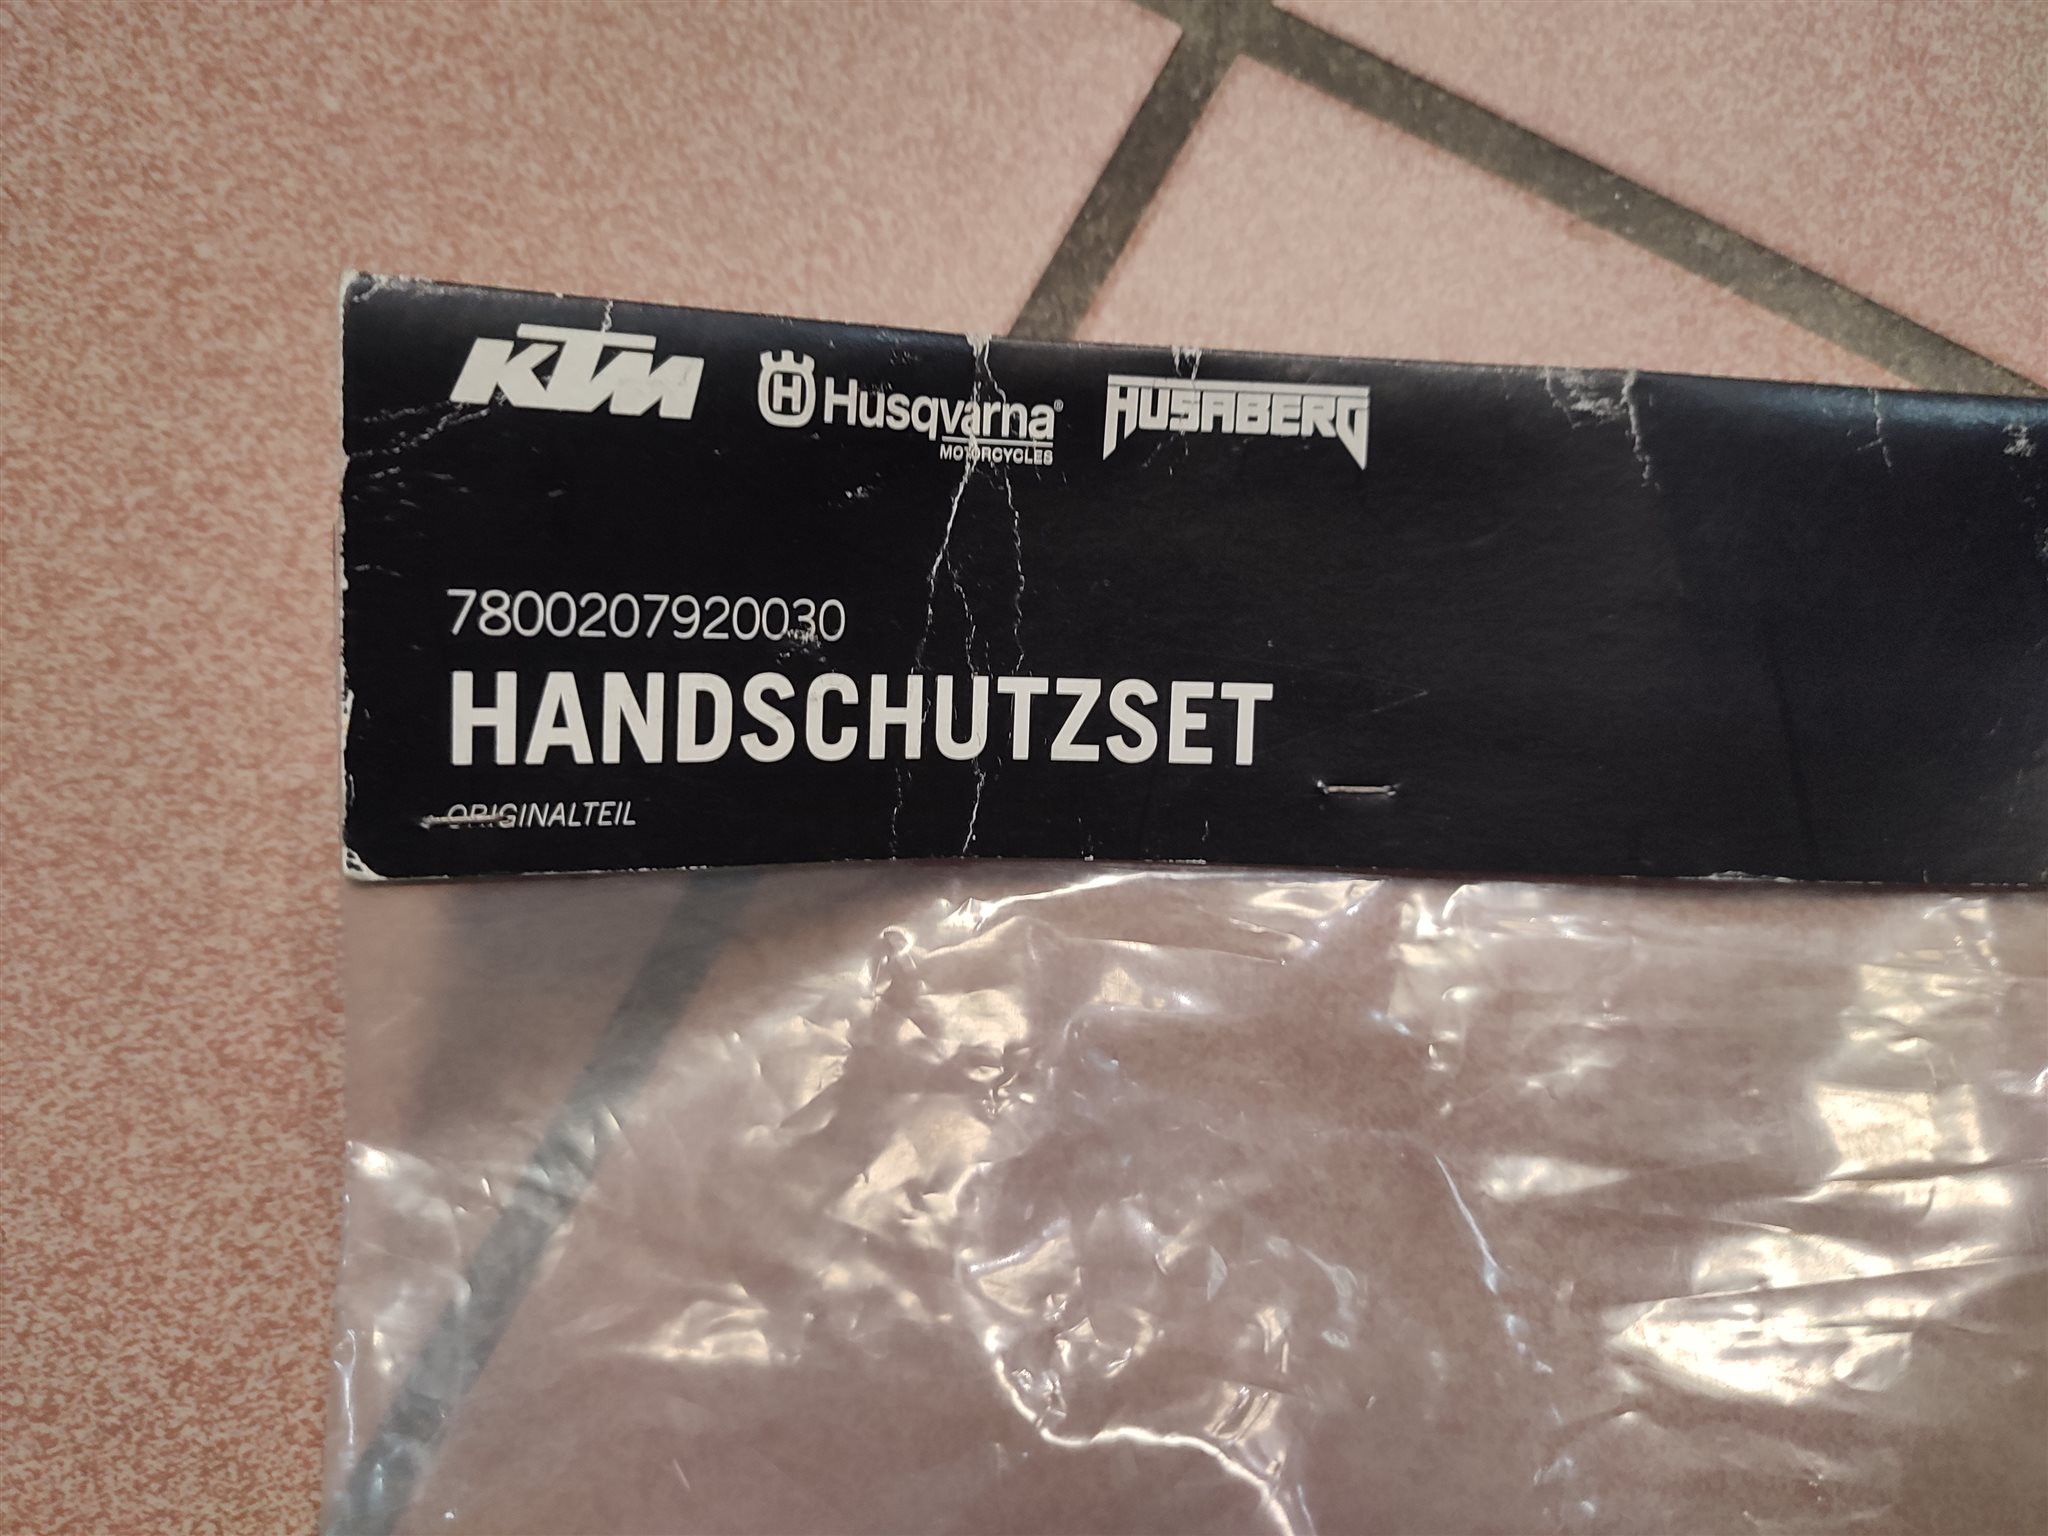 KTM Husqvarna® HUSABERG
MOTORCYCLES
7800207920030
HANDSCHUTZSET
ORIGINALTEIL